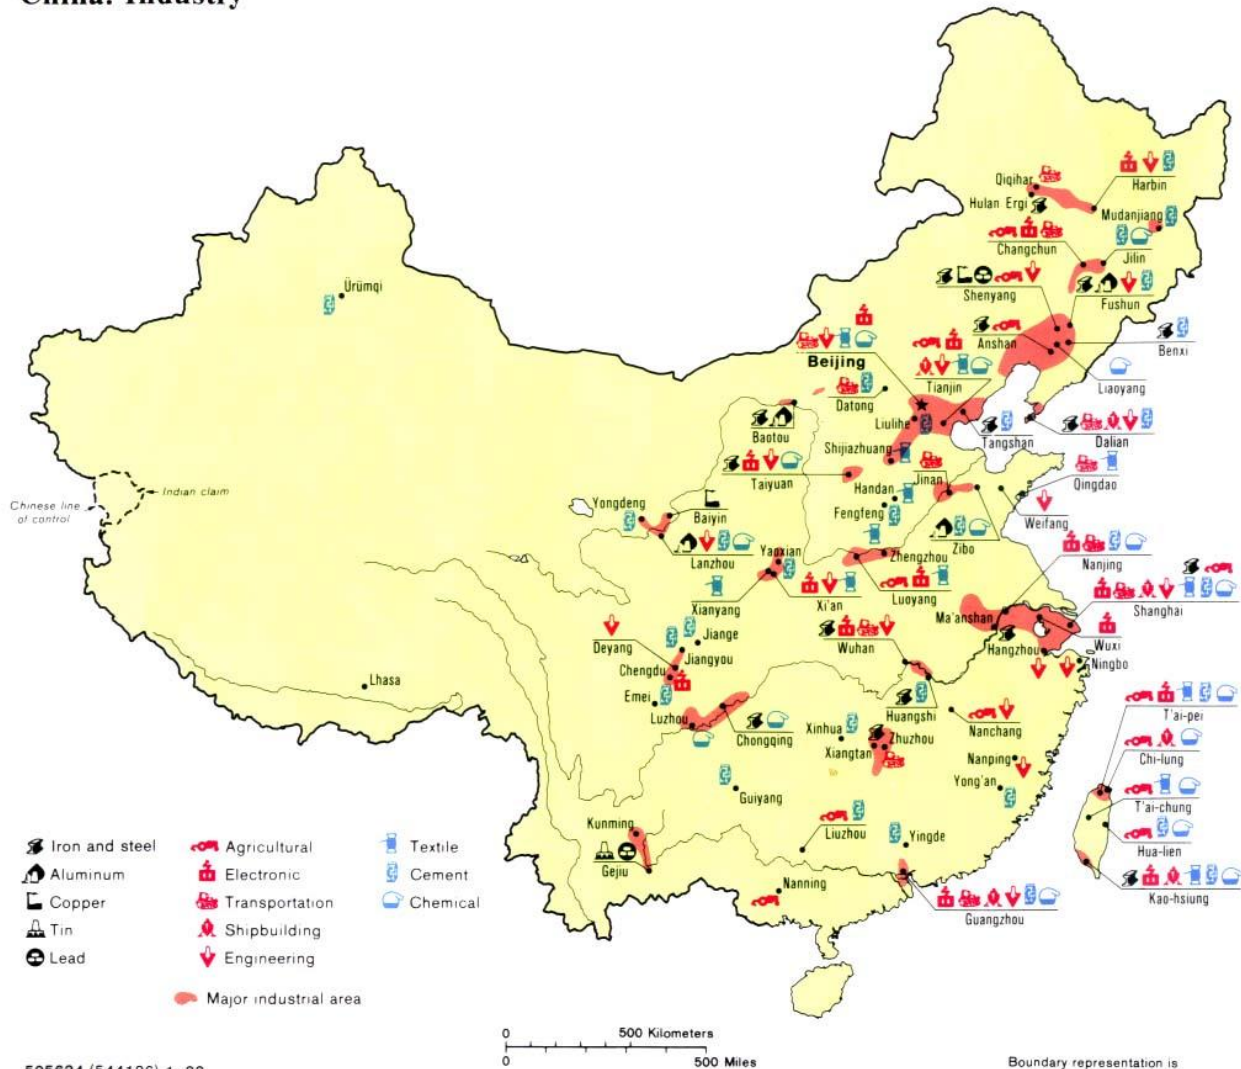 China: Industry
Qiqihar
Hulan Ergi
Harbin
Mudanjiang
Changchun
Jilin
Shenyang
Fushun
Anshan
Benxi
Liaoyang
Ürümqi
Beijing
Tianjin
Datong
Baotou
Liulihe
Tangshan
Dalian
Shijiazhuang
Taiyuan
Jinan
Qingdao
Handan
Fengfeng
Weifang
Zibo
Indian claim
Chinese line
of control
Yongdeng
Baiyin
Lanzhou
Yaoxian
Zhengzhou
Nanjing
Xianyang
Xi'an
Luoyang
Shanghai
Ma'anshan
Wuxi
Hangzhou
Ningbo
Deyang
Jiange
Jiangyou
Chengdu
Wuhan
Lhasa
Emei
Luzhou
Chongqing
Huangshi
Nanchang
T'ai-pei
Xinhua
Zhuzhou
Xiangtan
Chi-lung
Nanping
Yong'an
Guiyang
T'ai-chung
Kunming
Liuzhou
Yingde
Hua-lien
Gejiu
Nanning
Guangzhou
Kao-hsiung
Iron and steel
Aluminum
Copper
Tin
Lead
Agricultural
Electronic
Transportation
Shipbuilding
Engineering
Textile
Cement
Chemical
Major industrial area
0 500 Kilometers
0 500 Miles
Boundary representation is